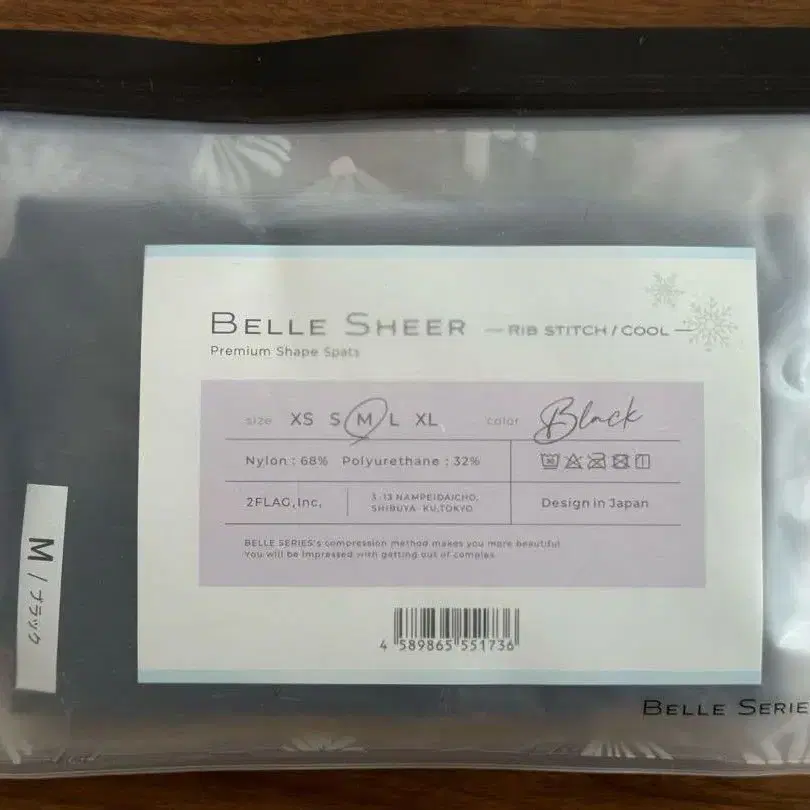 BELLE SHEER — RIB STITCH / COOL —
Premium Shape Spats
size XS S M L XL color Black
Nylon : 68% Polyurethane : 32%
2FLAG,Inc,
3-13 NAMPEIDAICHO,
SHIBUYA- KU,TOKYO
Design in Japan
BELLE SERIES's compression method makes you more beautiful
You will be impressed with getting out of complex
4 589865 551736
M / ブラック
BELLE SERIE